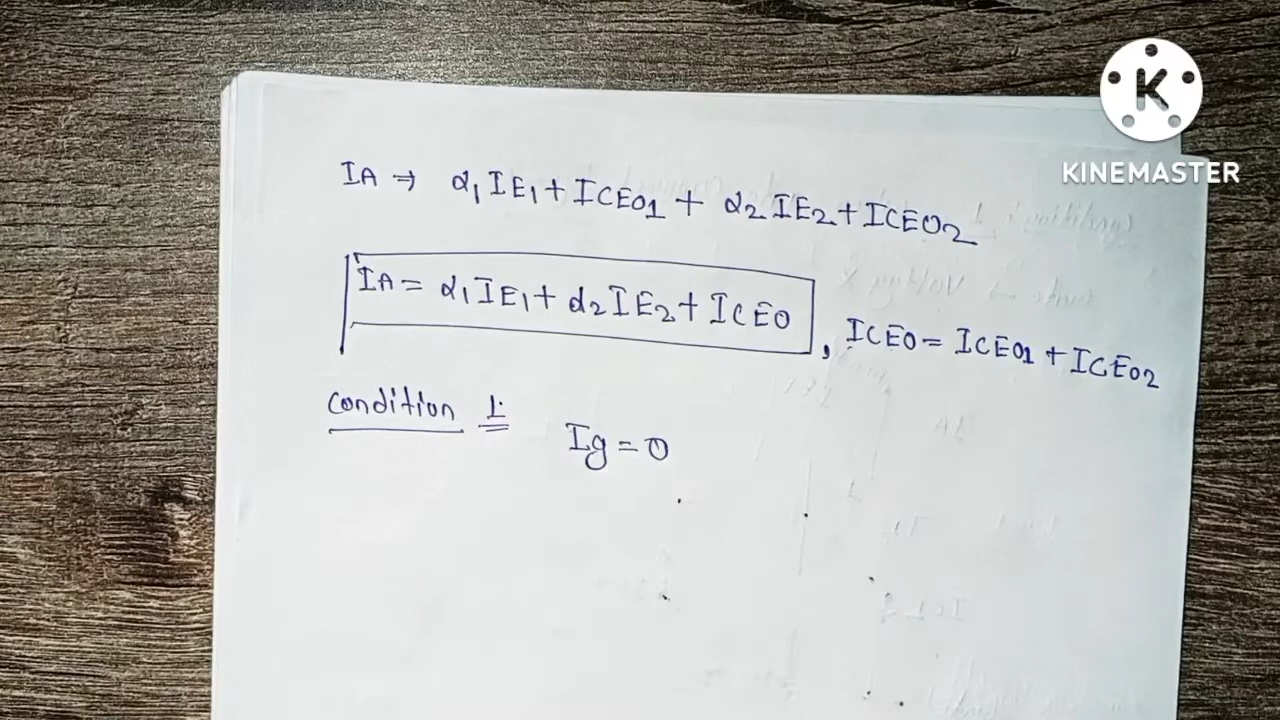 IA ⇒ α₁IE₁ + ICEO1 + α₂IE₂ + ICEO2
IA = α₁IE₁ + α₂IE₂ + ICEO , ICEO = ICEO1 + ICEO2
condition 1:
Ig = 0
K
KINEMASTER